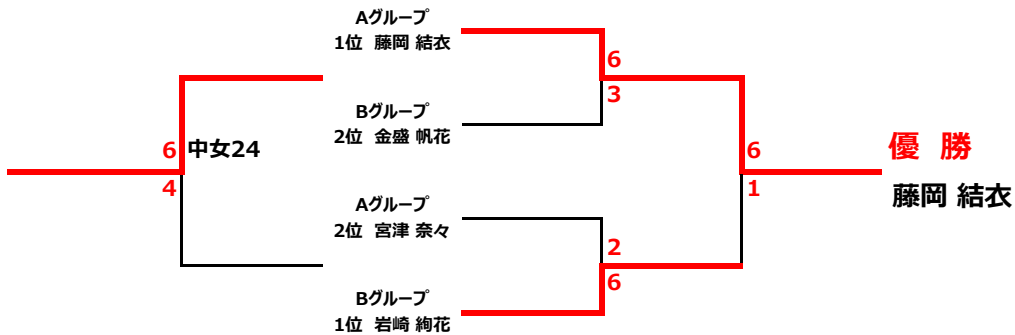 Aグループ
1位 藤岡 結衣
6
3
Bグループ
2位 金盛 帆花
6
中女24
4
6
1
優 勝
藤岡 結衣
Aグループ
2位 宮津 奈々
2
6
Bグループ
1位 岩崎 絢花